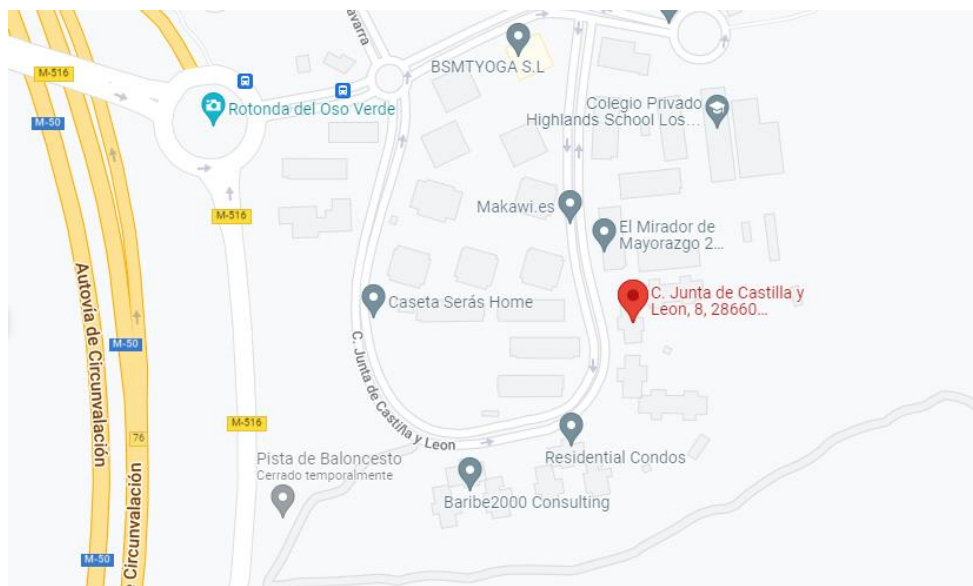 avarra
BSMTYOGA S.L
M-516
Rotonda del Oso Verde
M-50
Colegio Privado
Highlands School Los...
M-516
Makawi.es
El Mirador de
Mayorazgo 2...
Autovía de Circunvalación
Caseta Serás Home
C. Junta de Castilla y
Leon, 8, 28660...
M-50
C. Junta de Castilla y Leon
M-516
76
Pista de Baloncesto
Cerrado temporalmente
Residential Condos
Baribe2000 Consulting
e Circunvalación
M-50